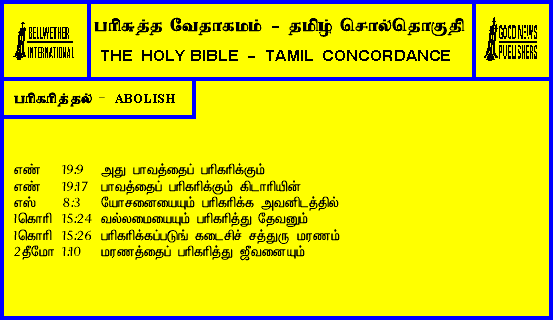 BELLWETHER
INTERNATIONAL
பரிசுத்த வேதாகமம் - தமிழ் சொல்தொகுதி
THE HOLY BIBLE - TAMIL CONCORDANCE
GOOD NEWS
PUBLISHERS
பரிகரித்தல் - ABOLISH
எண் 19:9 அது பாவத்தைப் பரிகரிக்கும்
எண் 19:17 பாவத்தைப் பரிகரிக்கும் கிடாரியின்
எஸ் 8:3 யோசனையையும் பரிகரிக்க அவனிடத்தில்
1கொரி 15:24 வல்லமையையும் பரிகரித்து தேவனும்
1கொரி 15:26 பரிகரிக்கப்படுங் கடைசிச் சத்துரு மரணம்
2தீமோ 1:10 மரணத்தைப் பரிகரித்து ஜீவனையும்